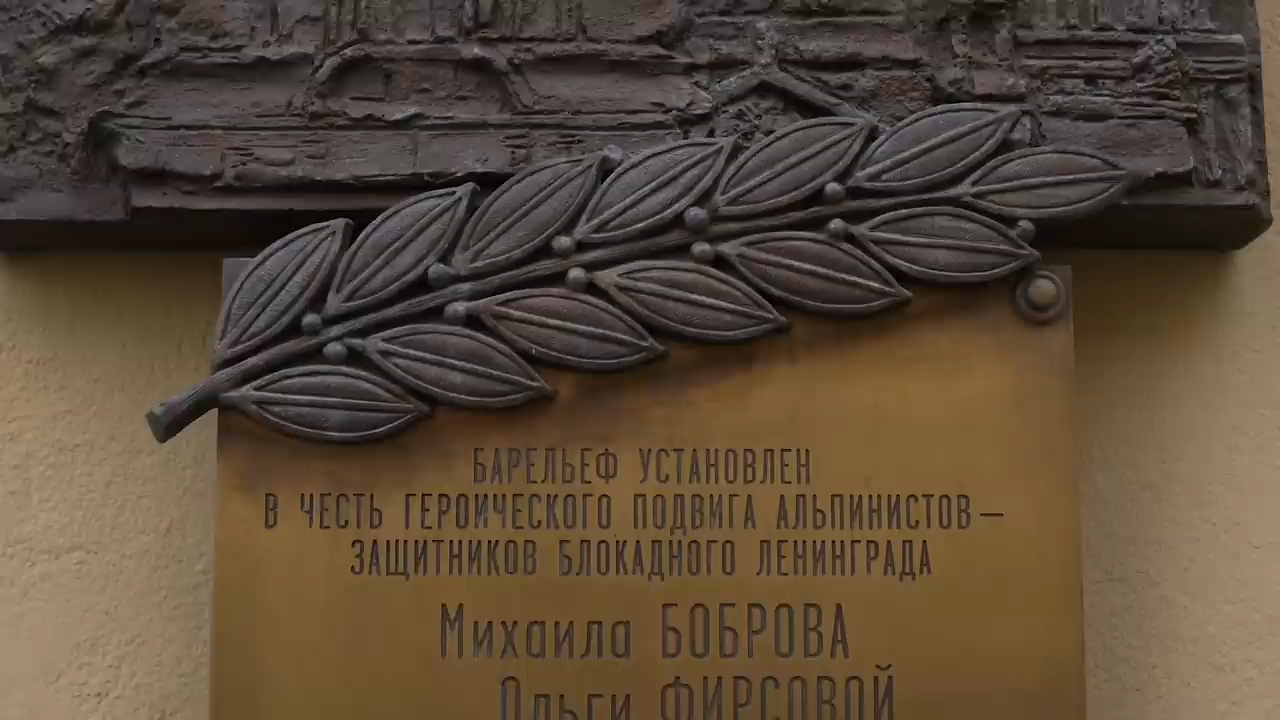 БАРЕЛЬЕФ УСТАНОВЛЕН
В ЧЕСТЬ ГЕРОИЧЕСКОГО ПОДВИГА АЛЬПИНИСТОВ –
ЗАЩИТНИКОВ БЛОКАДНОГО ЛЕНИНГРАДА
Михаила БОБРОВА
Ольги ФИРСОВОЙ